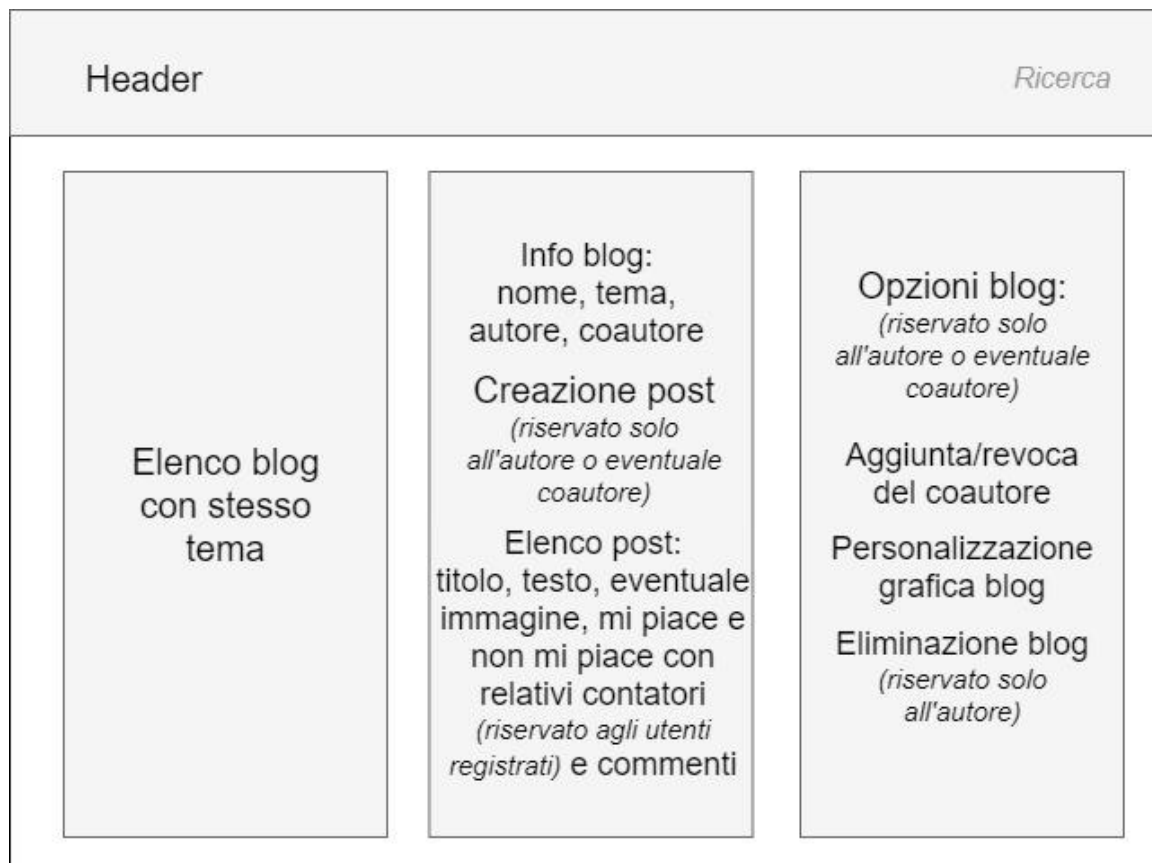 Header
Ricerca
Elenco blog
con stesso
tema
Info blog:
nome, tema,
autore, coautore
Creazione post
(riservato solo
all'autore o eventuale
coautore)
Elenco post:
titolo, testo, eventuale
immagine, mi piace e
non mi piace con
relativi contatori
(riservato agli utenti
registrati) e commenti
Opzioni blog:
(riservato solo
all'autore o eventuale
coautore)
Aggiunta/revoca
del coautore
Personalizzazione
grafica blog
Eliminazione blog
(riservato solo
all'autore)